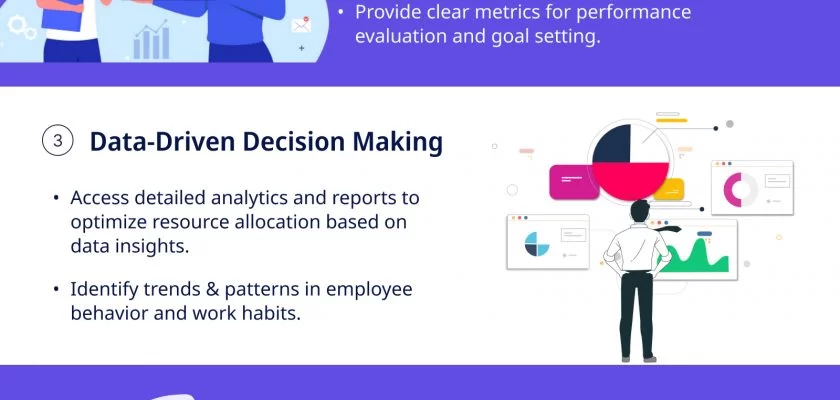 • Provide clear metrics for performance
evaluation and goal setting.
3 Data-Driven Decision Making
• Access detailed analytics and reports to
optimize resource allocation based on
data insights.
• Identify trends & patterns in employee
behavior and work habits.